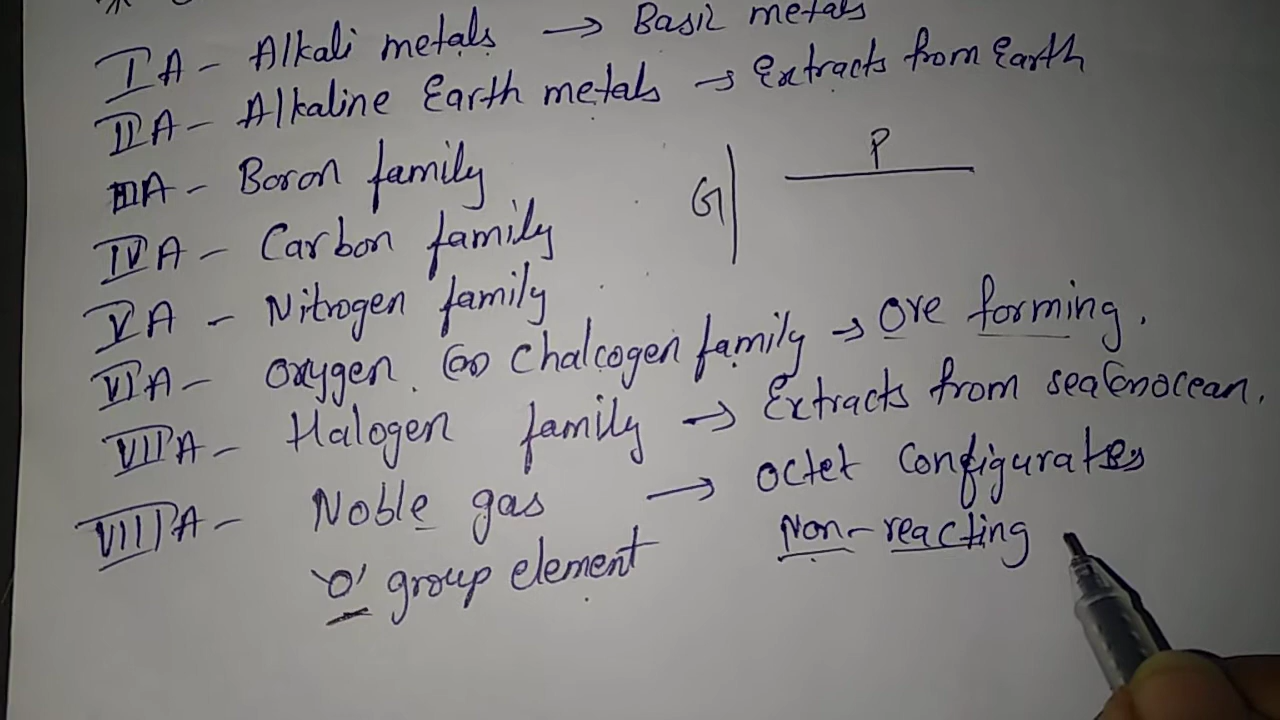 IA - Alkali metals → Basic metals
IIA - Alkaline Earth metals → Extracts from Earth
IIIA - Boron family
G P
IVA - Carbon family
VA - Nitrogen family
VIA - Oxygen. (or) Chalcogen family → Ore forming.
VIIA - Halogen family → Extracts from sea (or) ocean.
VIIIA - Noble gas → Octet Configurates
'O' group element Non-reacting